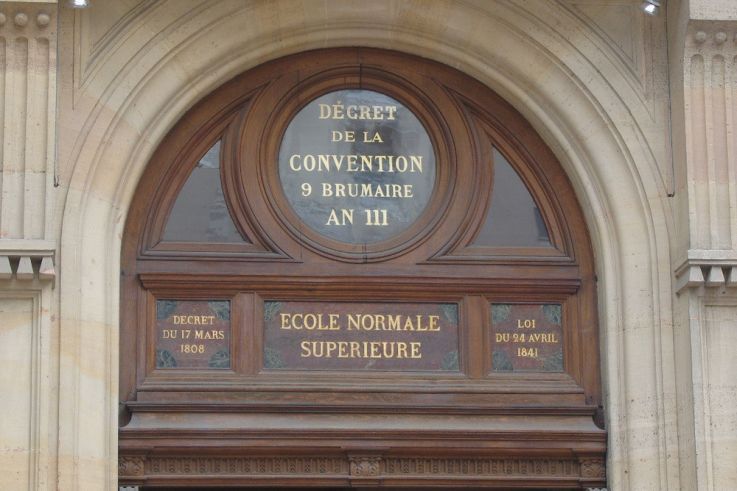 DÉCRET
DE LA
CONVENTION
9 BRUMAIRE
AN III
DECRET
DU 17 MARS
1808
ECOLE NORMALE
SUPERIEURE
LOI
DU 24 AVRIL
1841